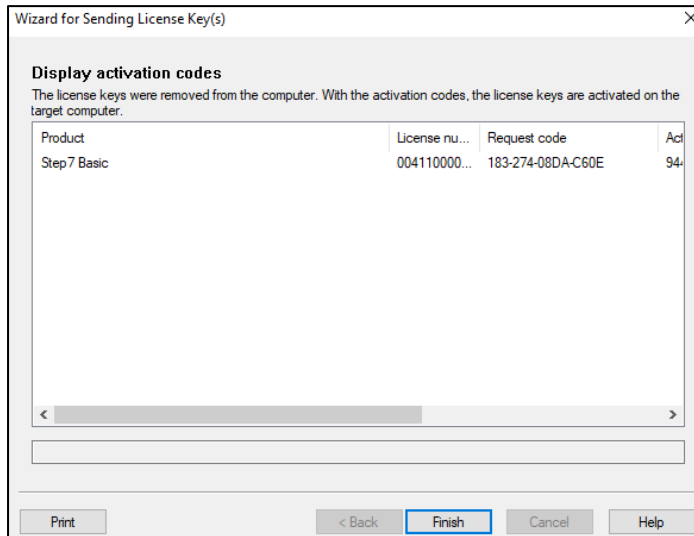 Wizard for Sending License Key(s)
Display activation codes
The license keys were removed from the computer. With the activation codes, the license keys are activated on the
target computer.
Product License nu... Request code Act
Step7 Basic 004110000... 183-274-08DA-C60E 944
Print < Back Finish Cancel Help